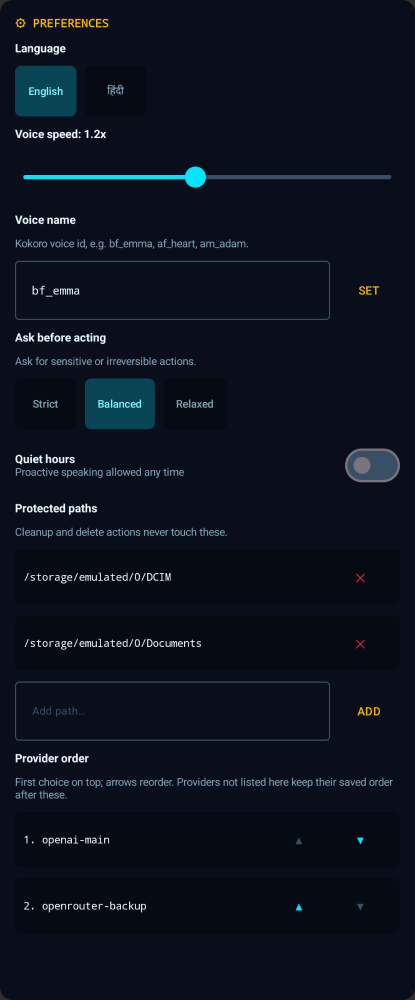 ⚙ PREFERENCES
Language
English
हिंदी
Voice speed: 1.2x
Voice name
Kokoro voice id, e.g. bf_emma, af_heart, am_adam.
bf_emma
SET
Ask before acting
Ask for sensitive or irreversible actions.
Strict
Balanced
Relaxed
Quiet hours
Proactive speaking allowed any time
Protected paths
Cleanup and delete actions never touch these.
/storage/emulated/0/DCIM
/storage/emulated/0/Documents
Add path…
ADD
Provider order
First choice on top; arrows reorder. Providers not listed here keep their saved order
after these.
1. openai-main
2. openrouter-backup